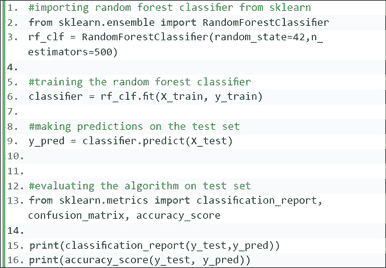 1. #importing random forest classifier from sklearn
2. from sklearn.ensemble import RandomForestClassifier
3. rf_clf = RandomForestClassifier(random_state=42,n_
estimators=500)
4.
5. #training the random forest classifier
6. classifier = rf_clf.fit(X_train, y_train)
7.
8. #making predictions on the test set
9. y_pred = classifier.predict(X_test)
10.
11.
12. #evaluating the algorithm on test set
13. from sklearn.metrics import classification_report,
confusion_matrix, accuracy_score
14.
15. print(classification_report(y_test,y_pred))
16. print(accuracy_score(y_test, y_pred))